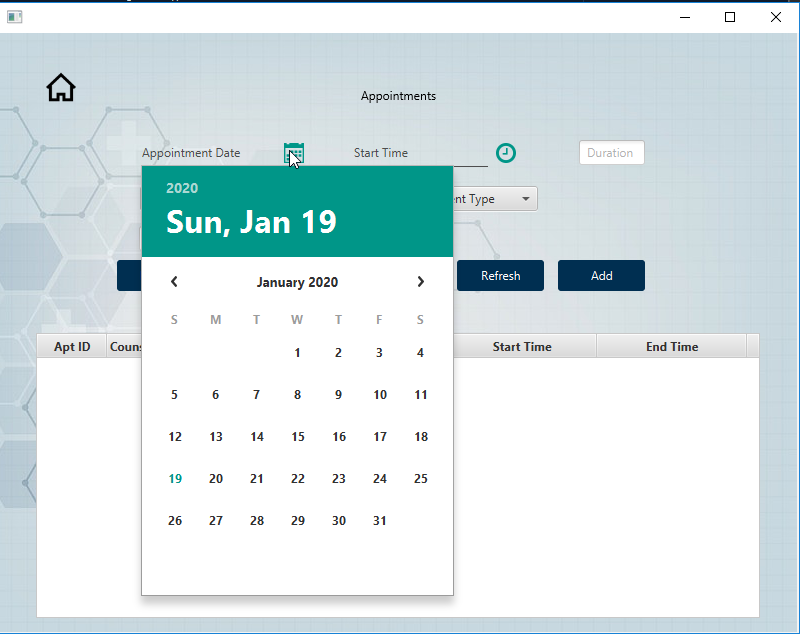 Appointments
Appointment Date
Start Time
Duration
2020
Sun, Jan 19
nt Type
Refresh
Add
January 2020
S M T W T F S
1 2 3 4
5 6 7 8 9 10 11
12 13 14 15 16 17 18
19 20 21 22 23 24 25
26 27 28 29 30 31
Apt ID Couns Start Time End Time